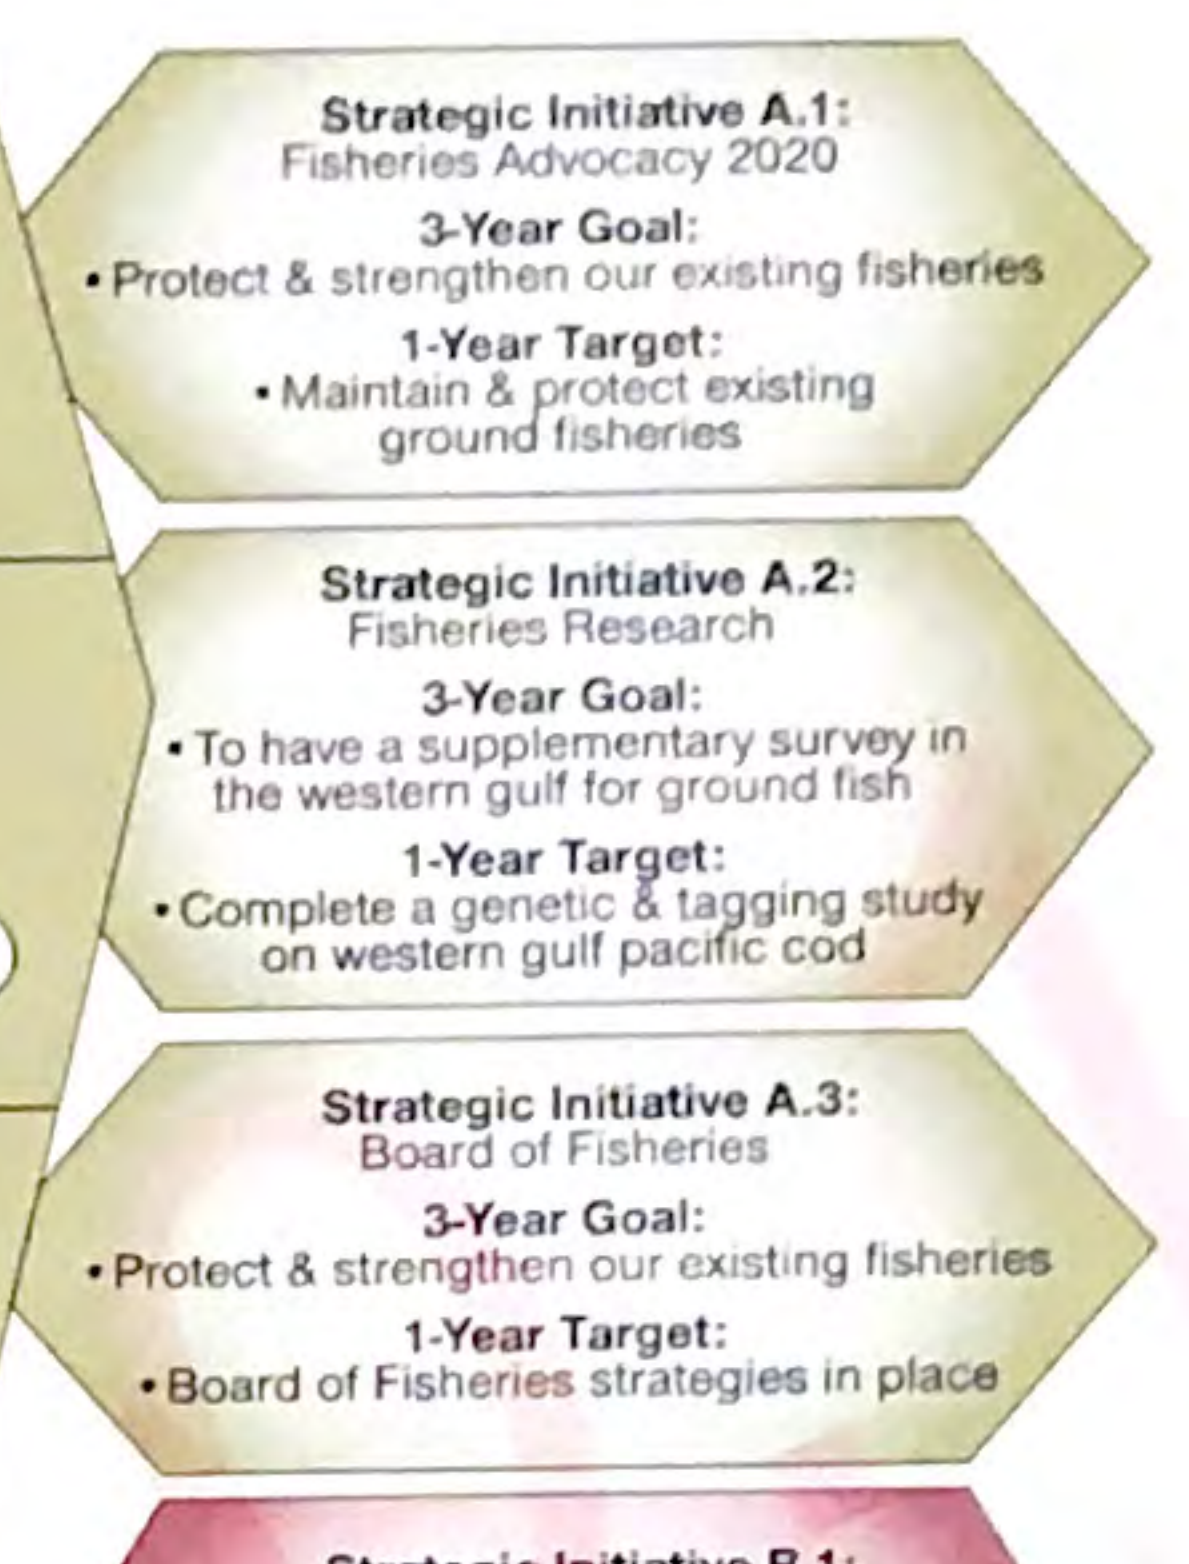 Strategic Initiative A.1:
Fisheries Advocacy 2020
3-Year Goal:
• Protect & strengthen our existing fisheries
1-Year Target:
• Maintain & protect existing
ground fisheries
Strategic Initiative A.2:
Fisheries Research
3-Year Goal:
• To have a supplementary survey in
the western gulf for ground fish
1-Year Target:
• Complete a genetic & tagging study
on western gulf pacific cod
Strategic Initiative A.3:
Board of Fisheries
3-Year Goal:
• Protect & strengthen our existing fisheries
1-Year Target:
• Board of Fisheries strategies in place
Strategic Initiative B.1: